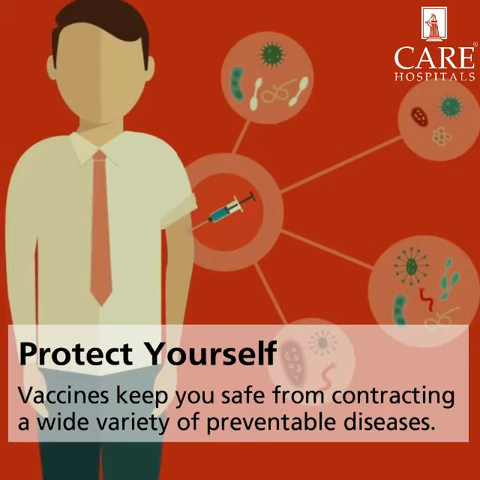 CARE
HOSPITALS
Protect Yourself
Vaccines keep you safe from contracting
a wide variety of preventable diseases.